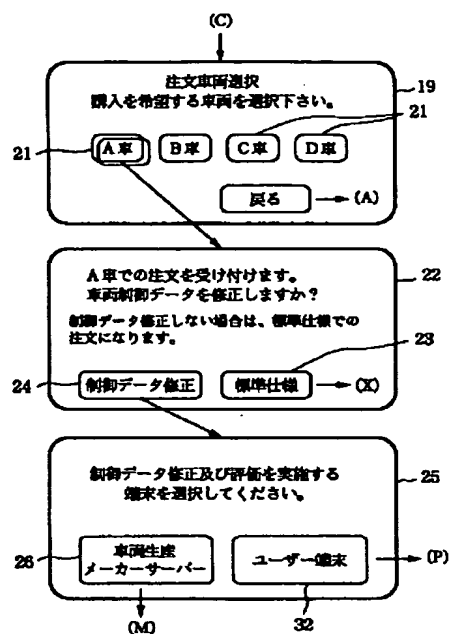 (C)
注文車両選択
購入を希望する車両を選択下さい。
19
21
21
A車
B車
C車
D車
戻る
(A)
A車での注文を受け付けます。
車両制御データを修正しますか？
制御データ修正しない場合は、標準仕様での
注文になります。
22
23
24
制御データ修正
標準仕様
(X)
制御データ修正及び評価を実施する
端末を選択してください。
25
26
車両生産
メーカーサーバー
ユーザー端末
(P)
32
(M)